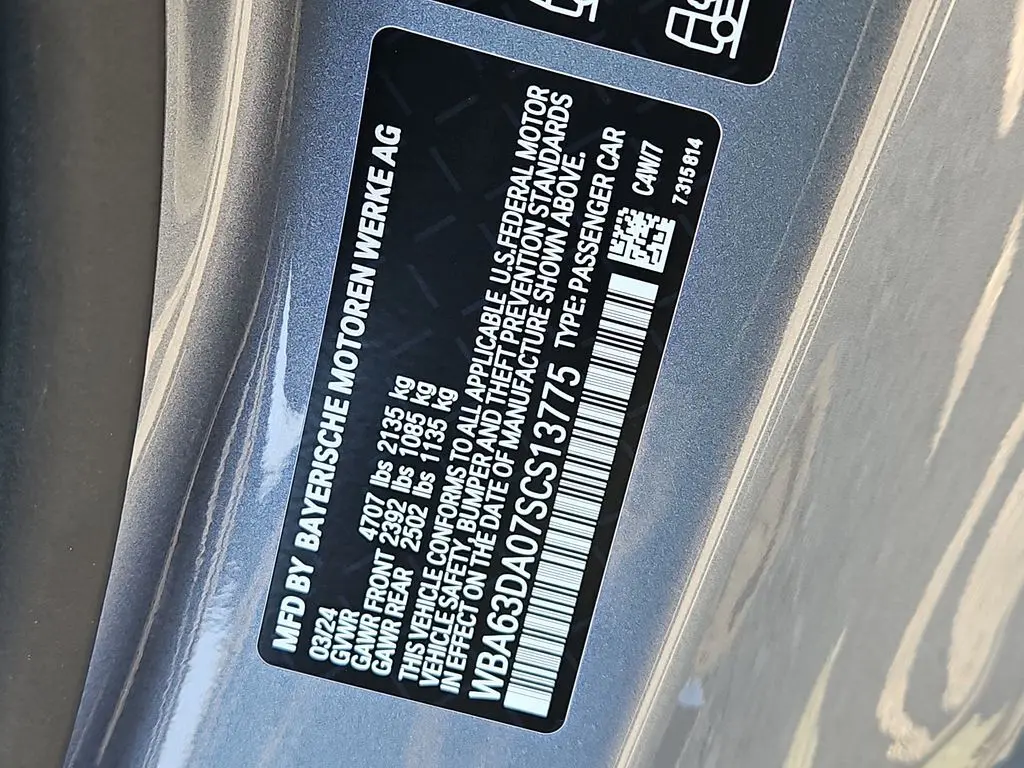 MFD BY BAYERISCHE MOTOREN WERKE AG
03/24
GVWR 4707 lbs 2135 kg
GAWR FRONT 2392 lbs 1085 kg
GAWR REAR 2502 lbs 1135 kg
THIS VEHICLE CONFORMS TO ALL APPLICABLE U.S.FEDERAL MOTOR
VEHICLE SAFETY, BUMPER AND THEFT PREVENTION STANDARDS
IN EFFECT ON THE DATE OF MANUFACTURE SHOWN ABOVE.
WBA63DA07SCS13775 TYPE: PASSENGER CAR
C4W/7
7 315 814